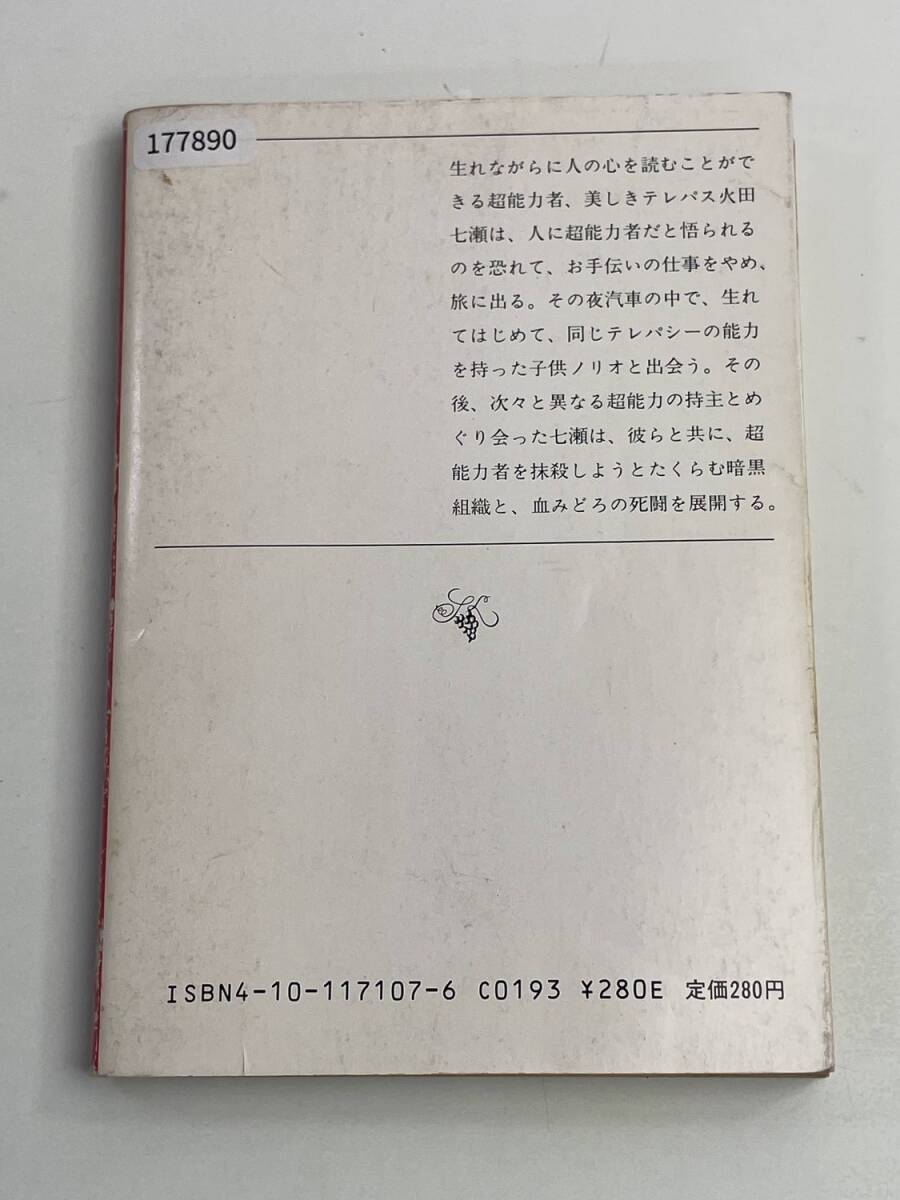 177890
生れながらに人の心を読むことがで
きる超能力者、美しきテレパス火田
七瀬は、人に超能力者だと悟られる
のを恐れて、お手伝いの仕事をやめ、
旅に出る。その夜汽車の中で、生れ
てはじめて、同じテレパシーの能力
を持った子供ノリオと出会う。その
後、次々と異なる超能力の持主とめ
ぐり会った七瀬は、彼らと共に、超
能力者を抹殺しようとたくらむ暗黒
組織と、血みどろの死闘を展開する。
ISBN4-10-117107-6 C0193 ¥280E 定価280円